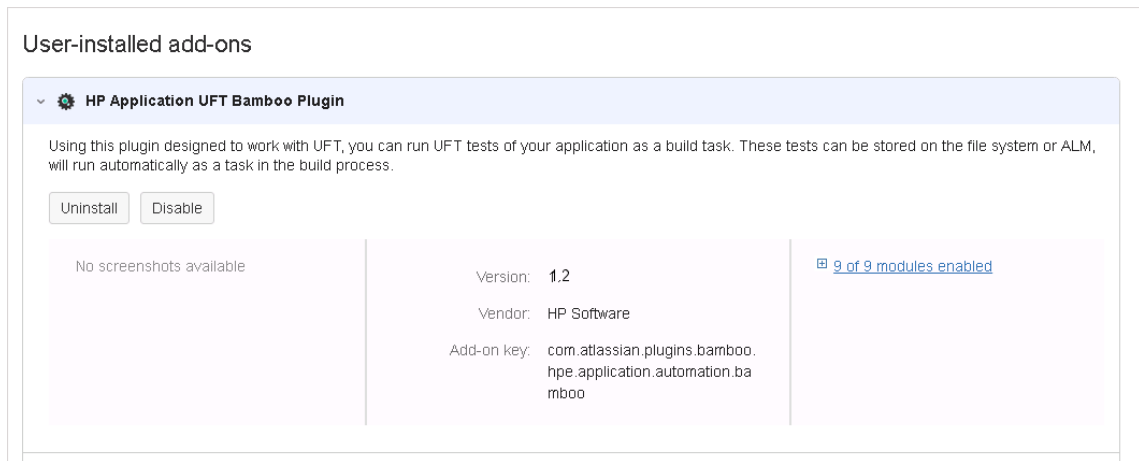 User-installed add-ons
HP Application UFT Bamboo Plugin
Using this plugin designed to work with UFT, you can run UFT tests of your application as a build task. These tests can be stored on the file system or ALM,
will run automatically as a task in the build process.
Uninstall Disable
No screenshots available
Version: 1.2
Vendor: HP Software
Add-on key: com.atlassian.plugins.bamboo.
hpe.application.automation.ba
mboo
9 of 9 modules enabled